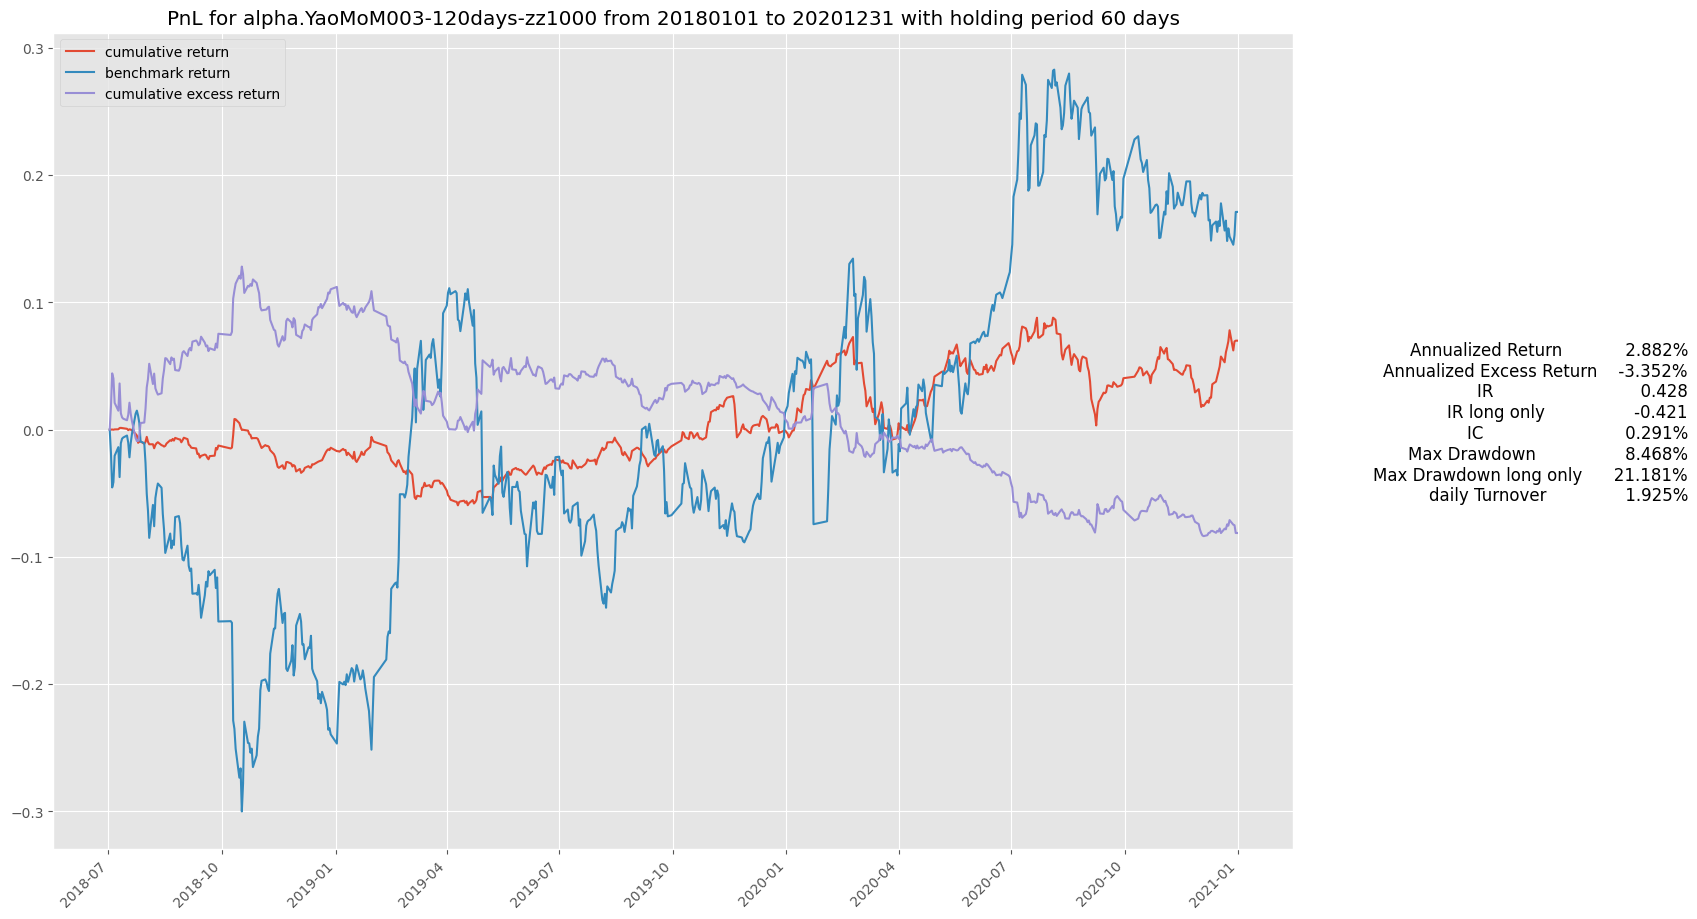 PnL for alpha.YaoMoM003-120days-zz1000 from 20180101 to 20201231 with holding period 60 days
cumulative return
benchmark return
cumulative excess return
0.3
0.2
0.1
0.0
−0.1
−0.2
−0.3
2018-07
2018-10
2019-01
2019-04
2019-07
2019-10
2020-01
2020-04
2020-07
2020-10
2021-01
Annualized Return 2.882%
Annualized Excess Return -3.352%
IR 0.428
IR long only -0.421
IC 0.291%
Max Drawdown 8.468%
Max Drawdown long only 21.181%
daily Turnover 1.925%